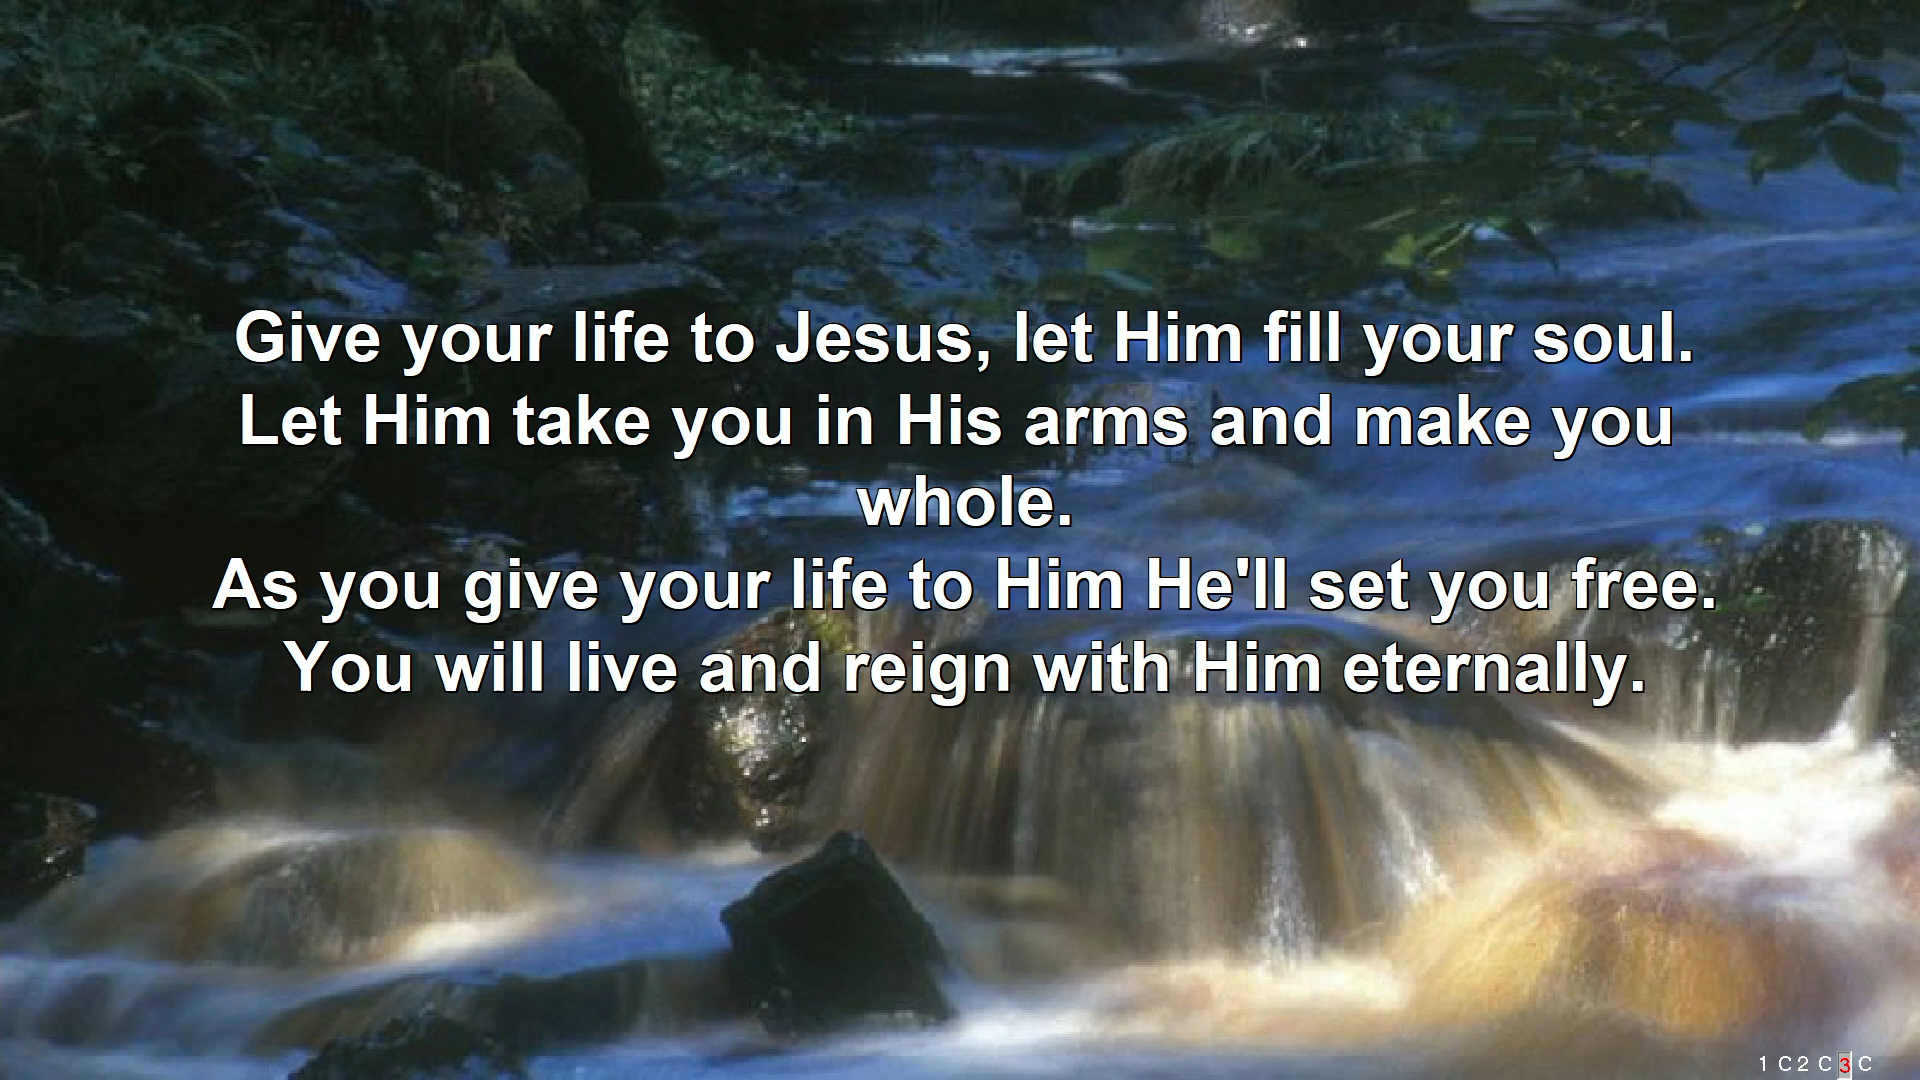 Give your life to Jesus, let Him fill your soul.
Let Him take you in His arms and make you
whole.
As you give your life to Him He'll set you free.
You will live and reign with Him eternally.
1 C 2 C 3 C